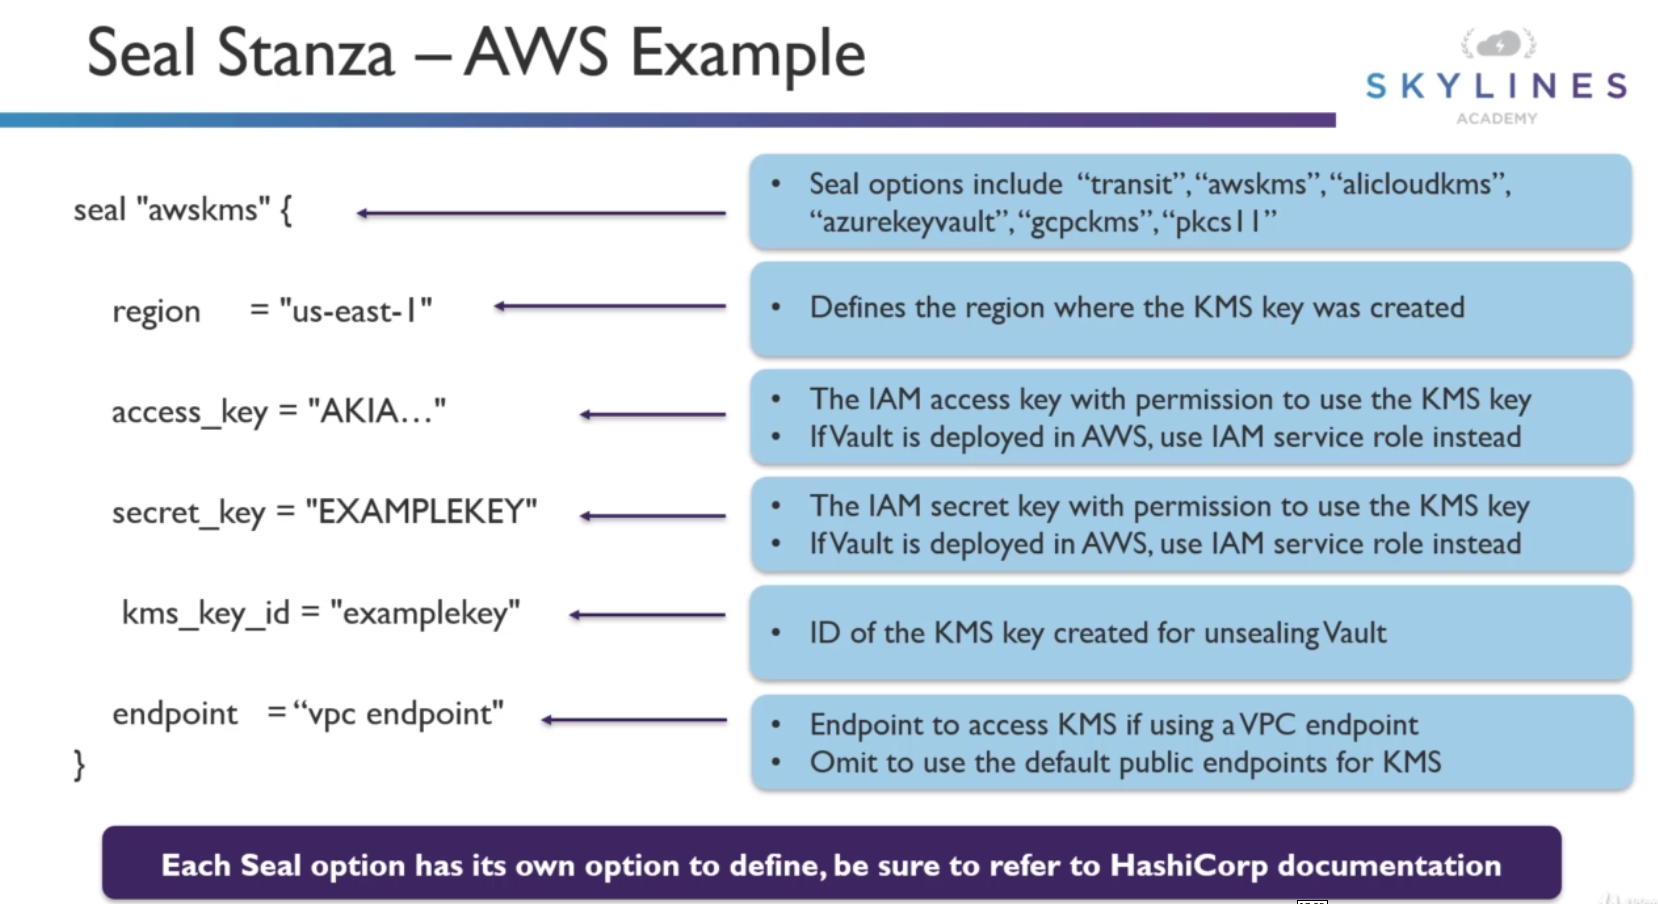 Seal Stanza – AWS Example
SKYLINES
ACADEMY
seal "awskms" {
• Seal options include “transit”, “awskms”, “alicloudkms”,
“azurekeyvault”, “gcpckms”, “pkcs11”
region = "us-east-1"
• Defines the region where the KMS key was created
access_key = "AKIA…"
• The IAM access key with permission to use the KMS key
• If Vault is deployed in AWS, use IAM service role instead
secret_key = "EXAMPLEKEY"
• The IAM secret key with permission to use the KMS key
• If Vault is deployed in AWS, use IAM service role instead
kms_key_id = "examplekey"
• ID of the KMS key created for unsealing Vault
endpoint = “vpc endpoint"
• Endpoint to access KMS if using a VPC endpoint
• Omit to use the default public endpoints for KMS
}
Each Seal option has its own option to define, be sure to refer to HashiCorp documentation